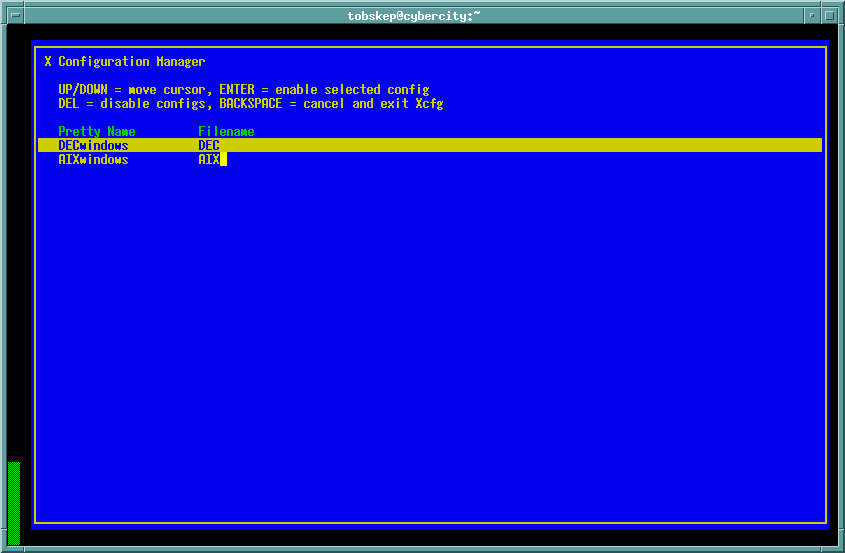 tobskep@cybercity:~
X Configuration Manager
UP/DOWN = move cursor, ENTER = enable selected config
DEL = disable configs, BACKSPACE = cancel and exit Xcfg
Pretty Name Filename
DECwindows DEC
AIXwindows AIX